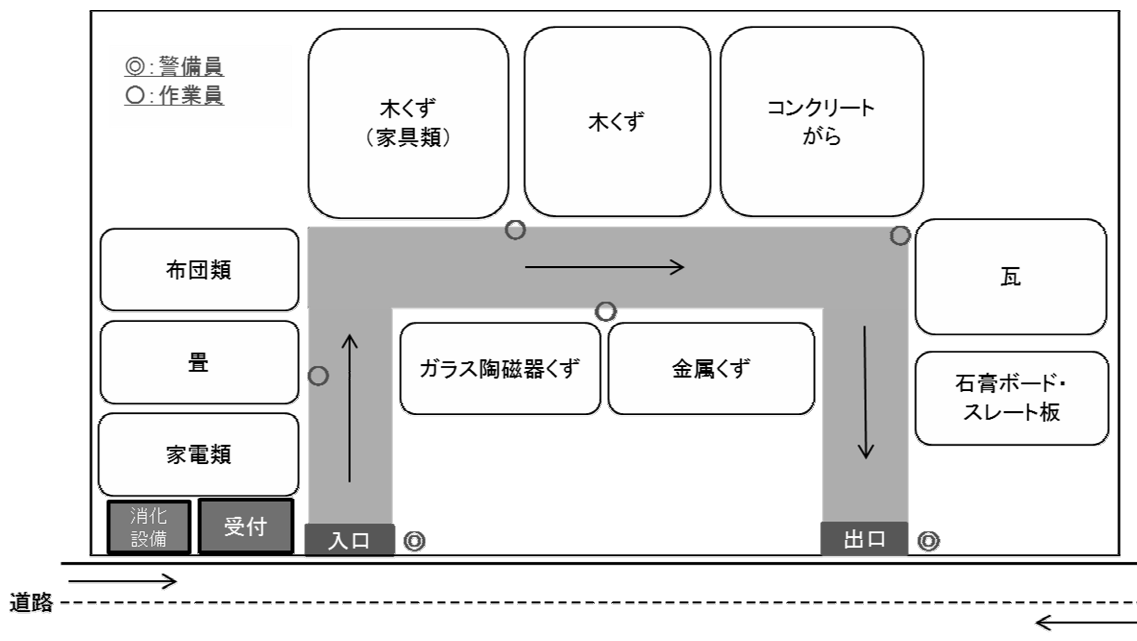 ◎:警備員
○:作業員
木くず
（家具類）
木くず
コンクリート
がら
布団類
瓦
畳
ガラス陶磁器くず
金属くず
石膏ボード・
スレート板
家電類
消化
設備
受付
入口
出口
道路